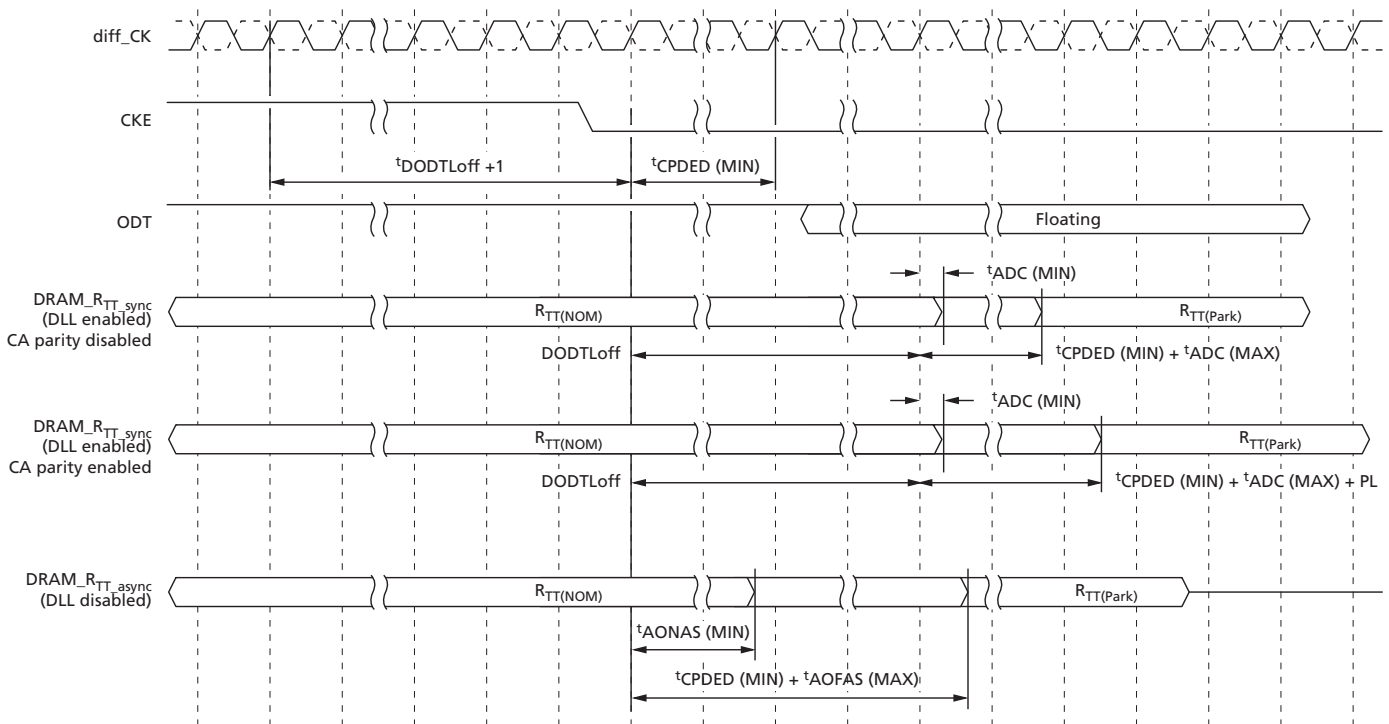 diff_CK
CKE
tDODTLoff +1
tCPDED (MIN)
ODT
Floating
tADC (MIN)
DRAM_RTT_sync
(DLL enabled)
CA parity disabled
RTT(NOM)
RTT(Park)
DODTLoff
tCPDED (MIN) + tADC (MAX)
tADC (MIN)
DRAM_RTT_sync
(DLL enabled)
CA parity enabled
RTT(NOM)
RTT(Park)
DODTLoff
tCPDED (MIN) + tADC (MAX) + PL
DRAM_RTT_async
(DLL disabled)
RTT(NOM)
RTT(Park)
tAONAS (MIN)
tCPDED (MIN) + tAOFAS (MAX)